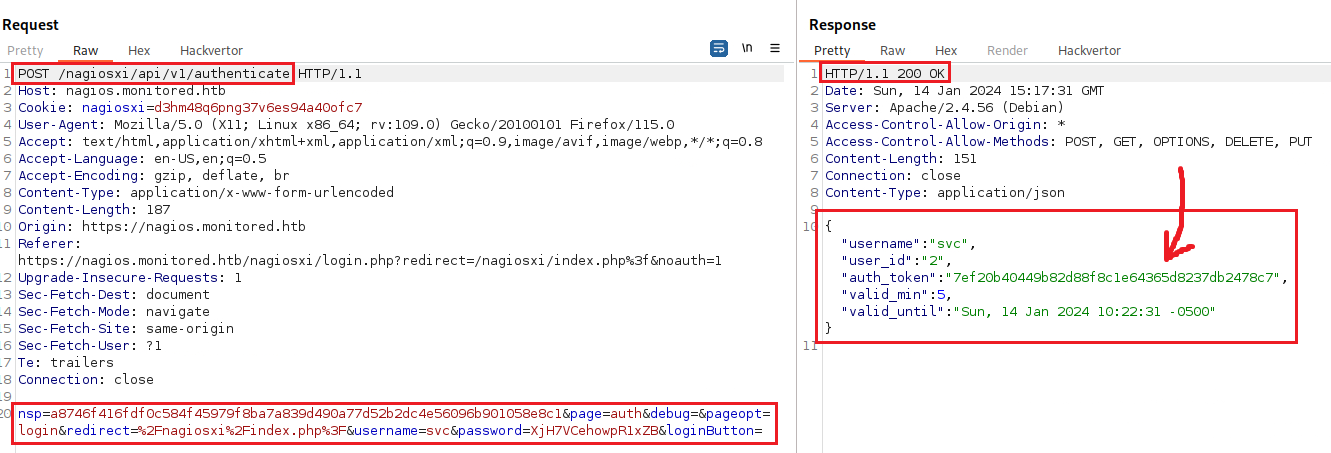 Request
Pretty Raw Hex Hackvertor
\n
1 POST /nagiosxi/api/v1/authenticate HTTP/1.1
2 Host: nagios.monitored.htb
3 Cookie: nagiosxi=d3hm48q6png37v6es94a40ofc7
4 User-Agent: Mozilla/5.0 (X11; Linux x86_64; rv:109.0) Gecko/20100101 Firefox/115.0
5 Accept: text/html,application/xhtml+xml,application/xml;q=0.9,image/avif,image/webp,*/*;q=0.8
6 Accept-Language: en-US,en;q=0.5
7 Accept-Encoding: gzip, deflate, br
8 Content-Type: application/x-www-form-urlencoded
9 Content-Length: 187
10 Origin: https://nagios.monitored.htb
11 Referer:
https://nagios.monitored.htb/nagiosxi/login.php?redirect=/nagiosxi/index.php%3f&noauth=1
12 Upgrade-Insecure-Requests: 1
13 Sec-Fetch-Dest: document
14 Sec-Fetch-Mode: navigate
15 Sec-Fetch-Site: same-origin
16 Sec-Fetch-User: ?1
17 Te: trailers
18 Connection: close
19
20 nsp=a8746f416fdf0c584f45979f8ba7a839d490a77d52b2dc4e56096b901058e8c1&page=auth&debug=&pageopt=
login&redirect=%2Fnagiosxi%2Findex.php%3F&username=svc&password=XjH7VCehowpR1xZB&loginButton=
Response
Pretty Raw Hex Render Hackvertor
1 HTTP/1.1 200 OK
2 Date: Sun, 14 Jan 2024 15:17:31 GMT
3 Server: Apache/2.4.56 (Debian)
4 Access-Control-Allow-Origin: *
5 Access-Control-Allow-Methods: POST, GET, OPTIONS, DELETE, PUT
6 Content-Length: 151
7 Connection: close
8 Content-Type: application/json
9
10 {
"username":"svc",
"user_id":"2",
"auth_token":"7ef20b40449b82d88f8c1e64365d8237db2478c7",
"valid_min":5,
"valid_until":"Sun, 14 Jan 2024 10:22:31 -0500"
}
11